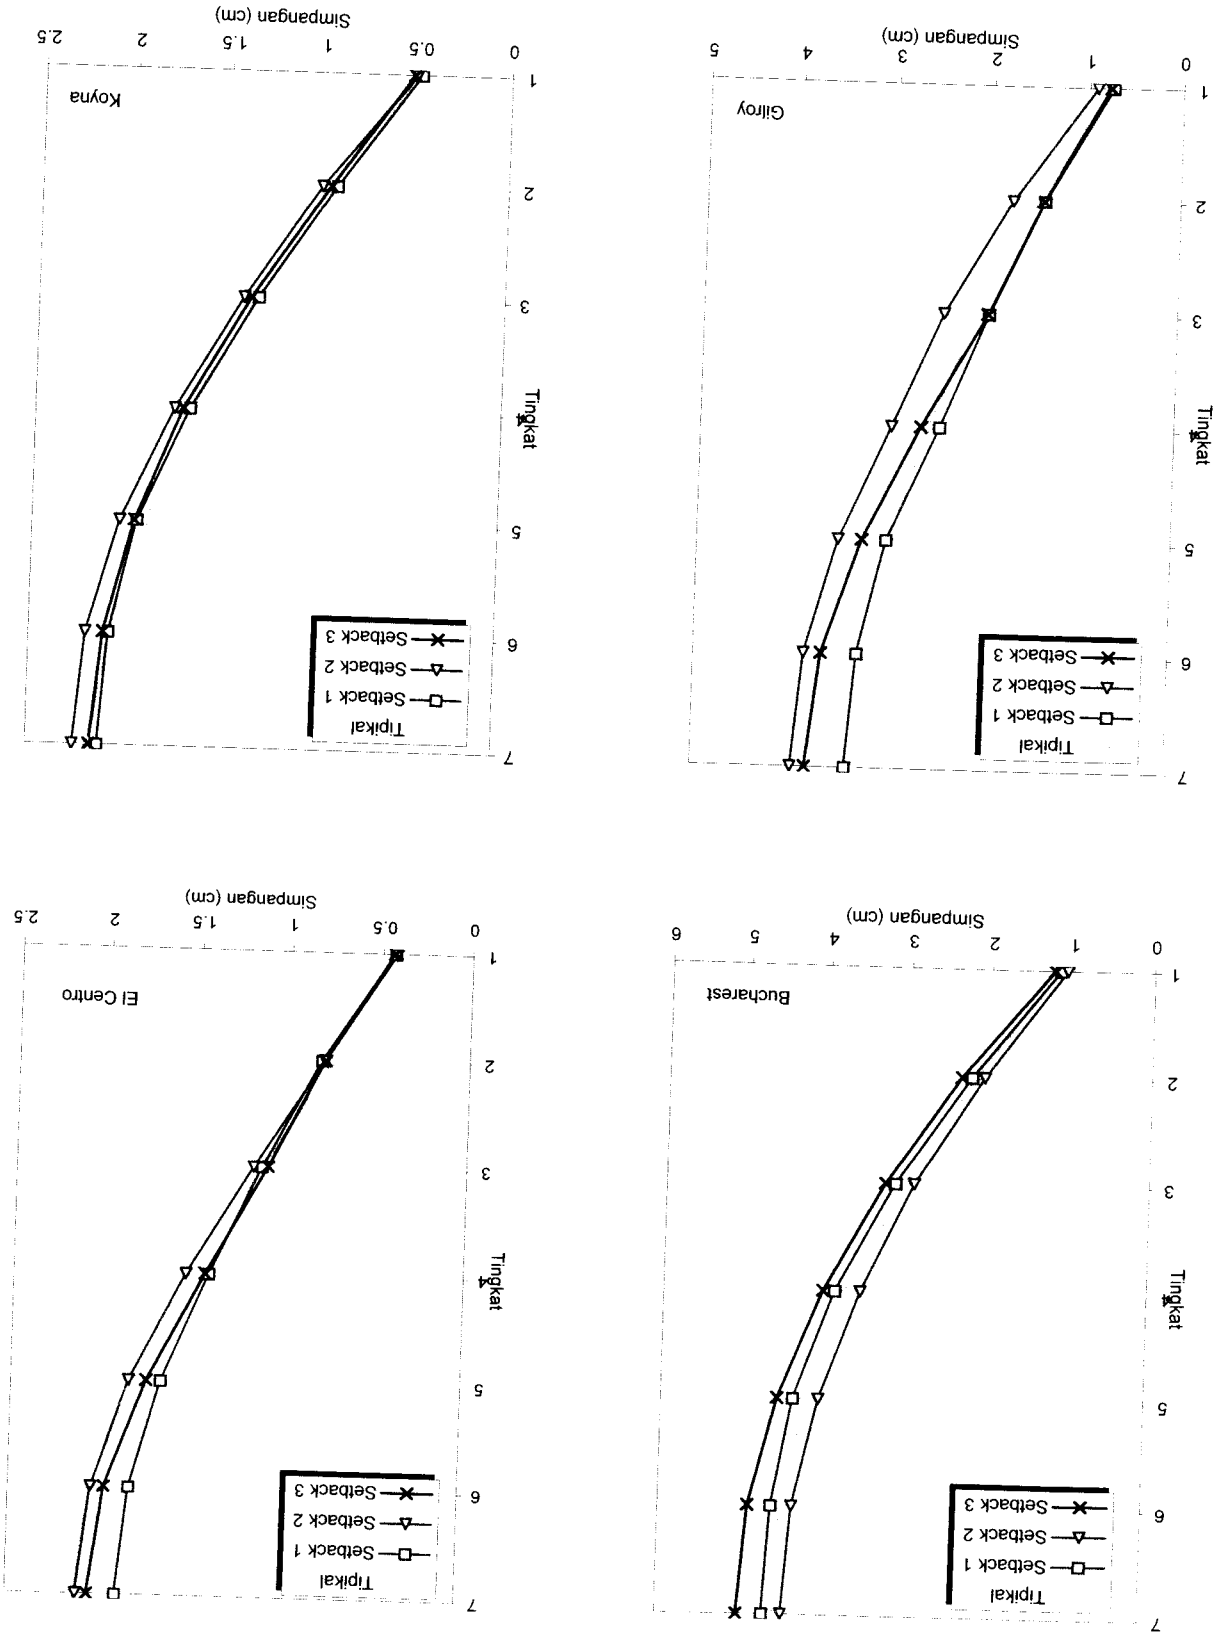 7
Tipikal
Setback 1
Setback 2
Setback 3
6
5
Tingkat
4
3
2
Bucharest
1
0 1 2 3 4 5 6
Simpangan (cm)
7
Tipikal
Setback 1
Setback 2
Setback 3
6
5
Tingkat
4
3
2
El Centro
1
0 0.5 1 1.5 2 2.5
Simpangan (cm)
7
Tipikal
Setback 1
Setback 2
Setback 3
6
5
Tingkat
4
3
2
Gilroy
1
0 1 2 3 4 5
Simpangan (cm)
7
Tipikal
Setback 1
Setback 2
Setback 3
6
5
Tingkat
4
3
2
Koyna
1
0 0.5 1 1.5 2 2.5
Simpangan (cm)